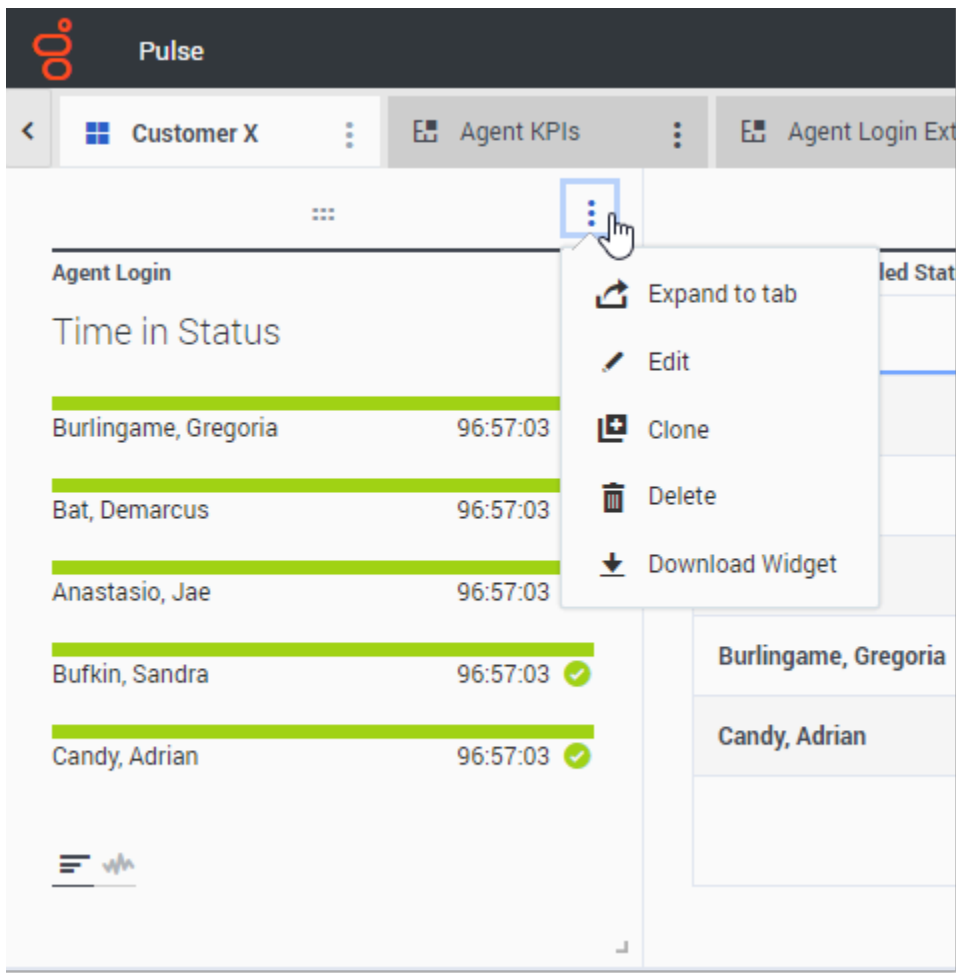 Pulse
Customer X
Agent KPIs
Agent Login Ext
Agent Login
Time in Status
Burlingame, Gregoria 96:57:03
Bat, Demarcus 96:57:03
Anastasio, Jae 96:57:03
Bufkin, Sandra 96:57:03
Candy, Adrian 96:57:03
Expand to tab
Edit
Clone
Delete
Download Widget
led Stat
Burlingame, Gregoria
Candy, Adrian